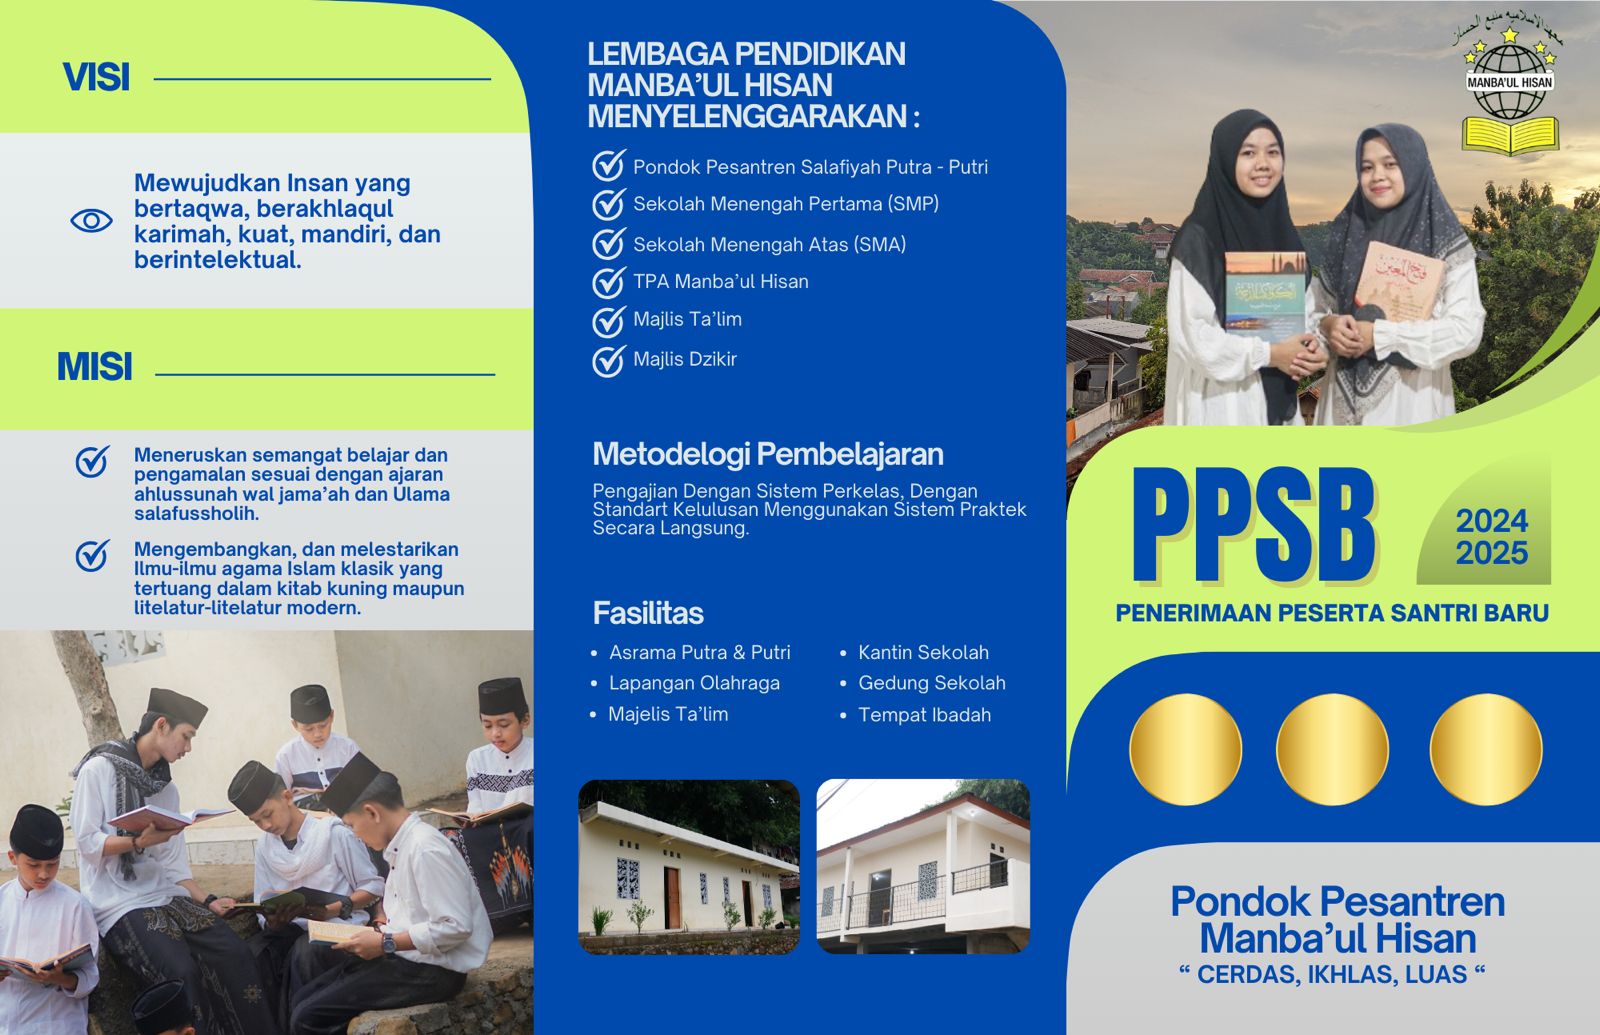 VISI
Mewujudkan Insan yang
bertaqwa, berakhlaqul
karimah, kuat, mandiri, dan
berintelektual.
MISI
Meneruskan semangat belajar dan
pengamalan sesuai dengan ajaran
ahlussunah wal jama’ah dan Ulama
salafussholih.
Mengembangkan, dan melestarikan
Ilmu-ilmu agama Islam klasik yang
tertuang dalam kitab kuning maupun
litelatur-litelatur modern.
LEMBAGA PENDIDIKAN
MANBA’UL HISAN
MENYELENGGARAKAN :
Pondok Pesantren Salafiyah Putra - Putri
Sekolah Menengah Pertama (SMP)
Sekolah Menengah Atas (SMA)
TPA Manba’ul Hisan
Majlis Ta’lim
Majlis Dzikir
Metodelogi Pembelajaran
Pengajian Dengan Sistem Perkelas, Dengan
Standart Kelulusan Menggunakan Sistem Praktek
Secara Langsung.
Fasilitas
• Asrama Putra & Putri
• Lapangan Olahraga
• Majelis Ta’lim
• Kantin Sekolah
• Gedung Sekolah
• Tempat Ibadah
معهد الاسلاميه منبع الحسان
MANBA'UL HISAN
فتح المعين
PPSB
2024
2025
PENERIMAAN PESERTA SANTRI BARU
Pondok Pesantren
Manba’ul Hisan
“ CERDAS, IKHLAS, LUAS “